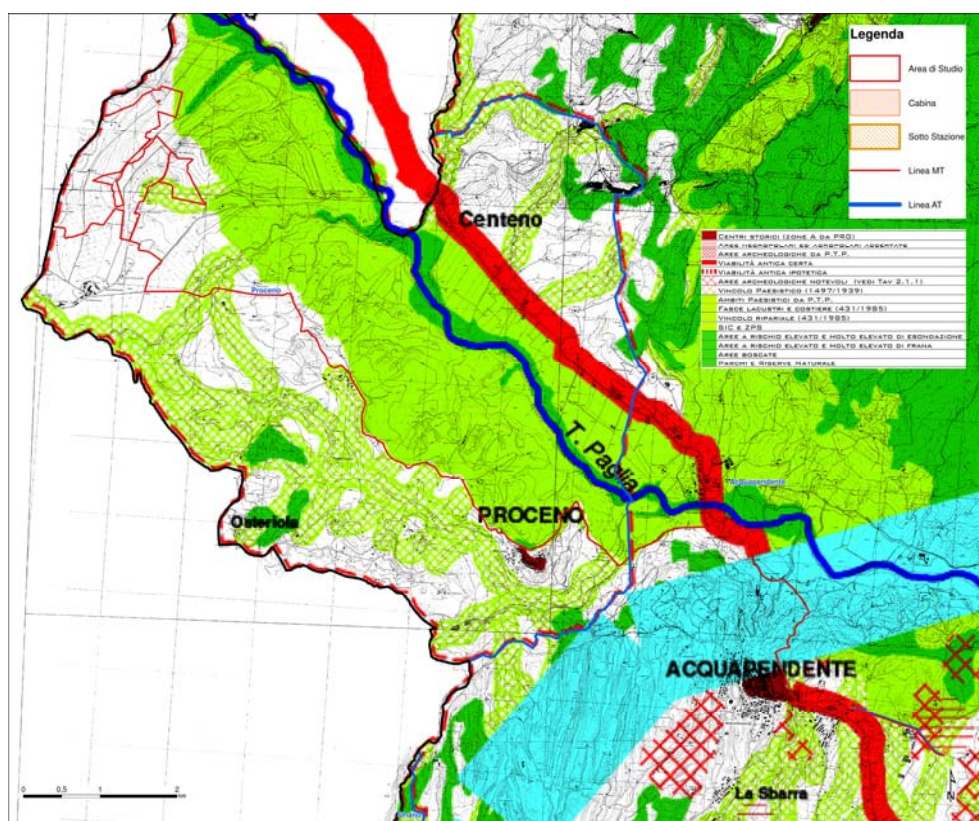 Legenda
Area di Studio
Cabina
Sotto Stazione
Linea MT
Linea AT
CENTRI STORICI (ZONE A DA PRG)
AREE ARCHEOLOGICHE DA P.T.P.
VIABILITÀ ANTICA CERTA
VIABILITÀ ANTICA IPOTETICA
AREE ARCHEOLOGICHE NOTEVOLI (VEDI TAV 2.1.1)
VINCOLO PAESISTICO (1497/1939)
AMBITI PAESISTICI DA P.T.P.
FASCE LACUSTRI E COSTIERE (431/1985)
VINCOLO RIPARIALE (431/1985)
SIC E ZPS
AREE A RISCHIO ELEVATO E MOLTO ELEVATO DI ESONDAZIONE
AREE A RISCHIO ELEVATO E MOLTO ELEVATO DI FRANA
AREE BOSCATE
PARCHI E RISERVE NATURALE
Centeno
Proceno
T. Paglia
Acquapendente
PROCENO
Osteriola
ACQUAPENDENTE
La Sbarra
0 0.5 1 2
N